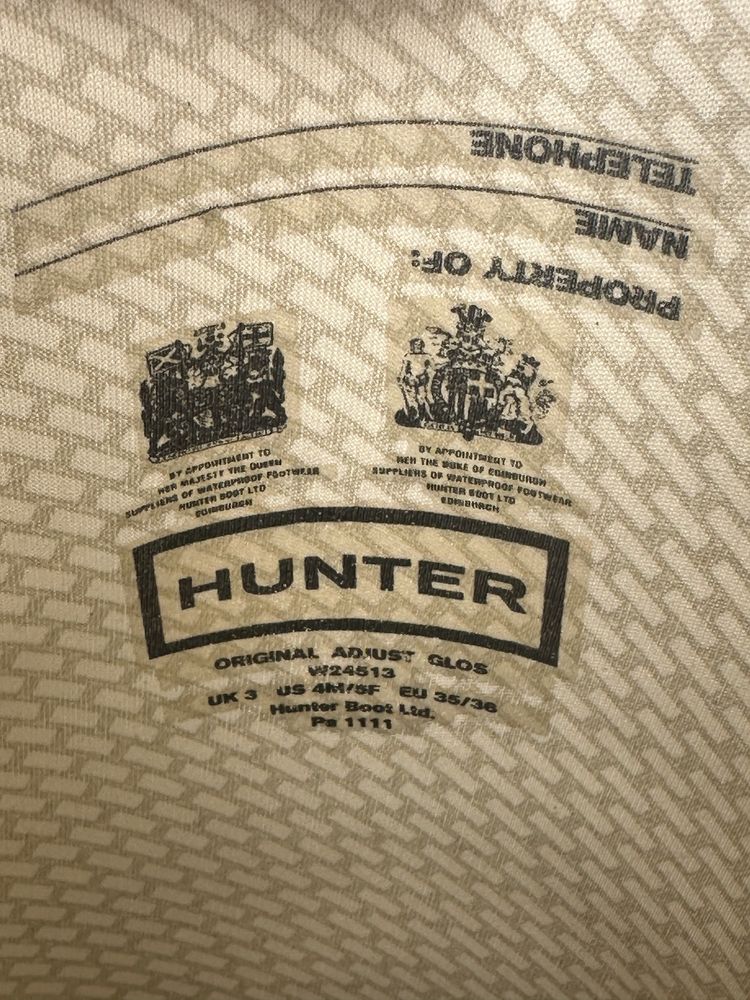 TELEPHONE
NAME
PROPERTY OF:
BY APPOINTMENT TO
HER MAJESTY THE QUEEN
SUPPLIERS OF WATERPROOF FOOTWEAR
HUNTER BOOT LTD
EDINBURGH
BY APPOINTMENT TO
HRH THE DUKE OF EDINBURGH
SUPPLIERS OF WATERPROOF FOOTWEAR
HUNTER BOOT LTD
EDINBURGH
HUNTER
ORIGINAL ADJUST GLOS
W24513
UK 3 US 4M/5F EU 35/36
Hunter Boot Ltd.
Pa 1111